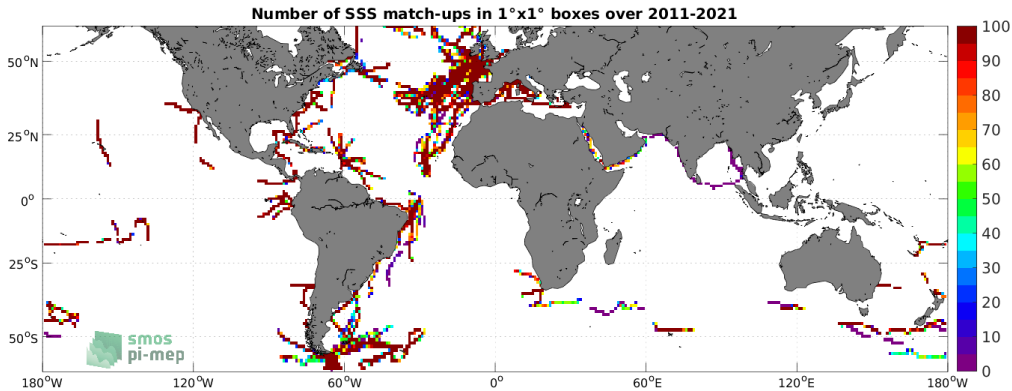 Number of SSS match-ups in 1°x1° boxes over 2011-2021
50°N
25°N
0°
25°S
50°S
180°W
120°W
60°W
0°
60°E
120°E
180°W
100
90
80
70
60
50
40
30
20
10
0
smos
pi-mep